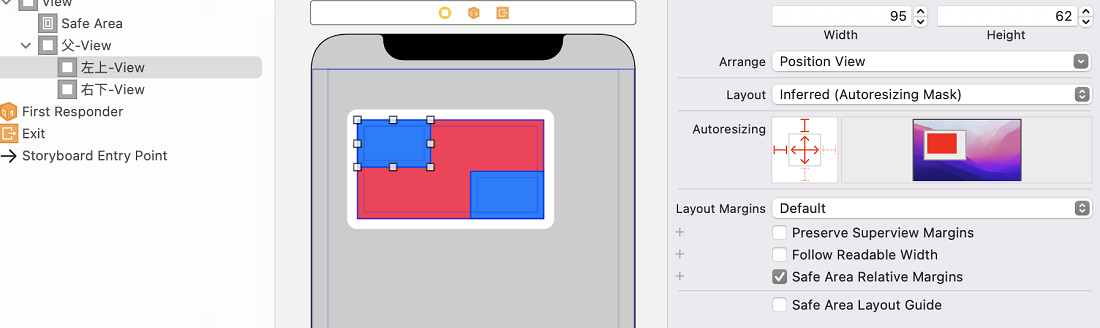 View
Safe Area
父-View
左上-View
右下-View
First Responder
Exit
Storyboard Entry Point
95
62
Width
Height
Arrange
Position View
Layout
Inferred (Autoresizing Mask)
Autoresizing
Layout Margins
Default
Preserve Superview Margins
Follow Readable Width
Safe Area Relative Margins
Safe Area Layout Guide